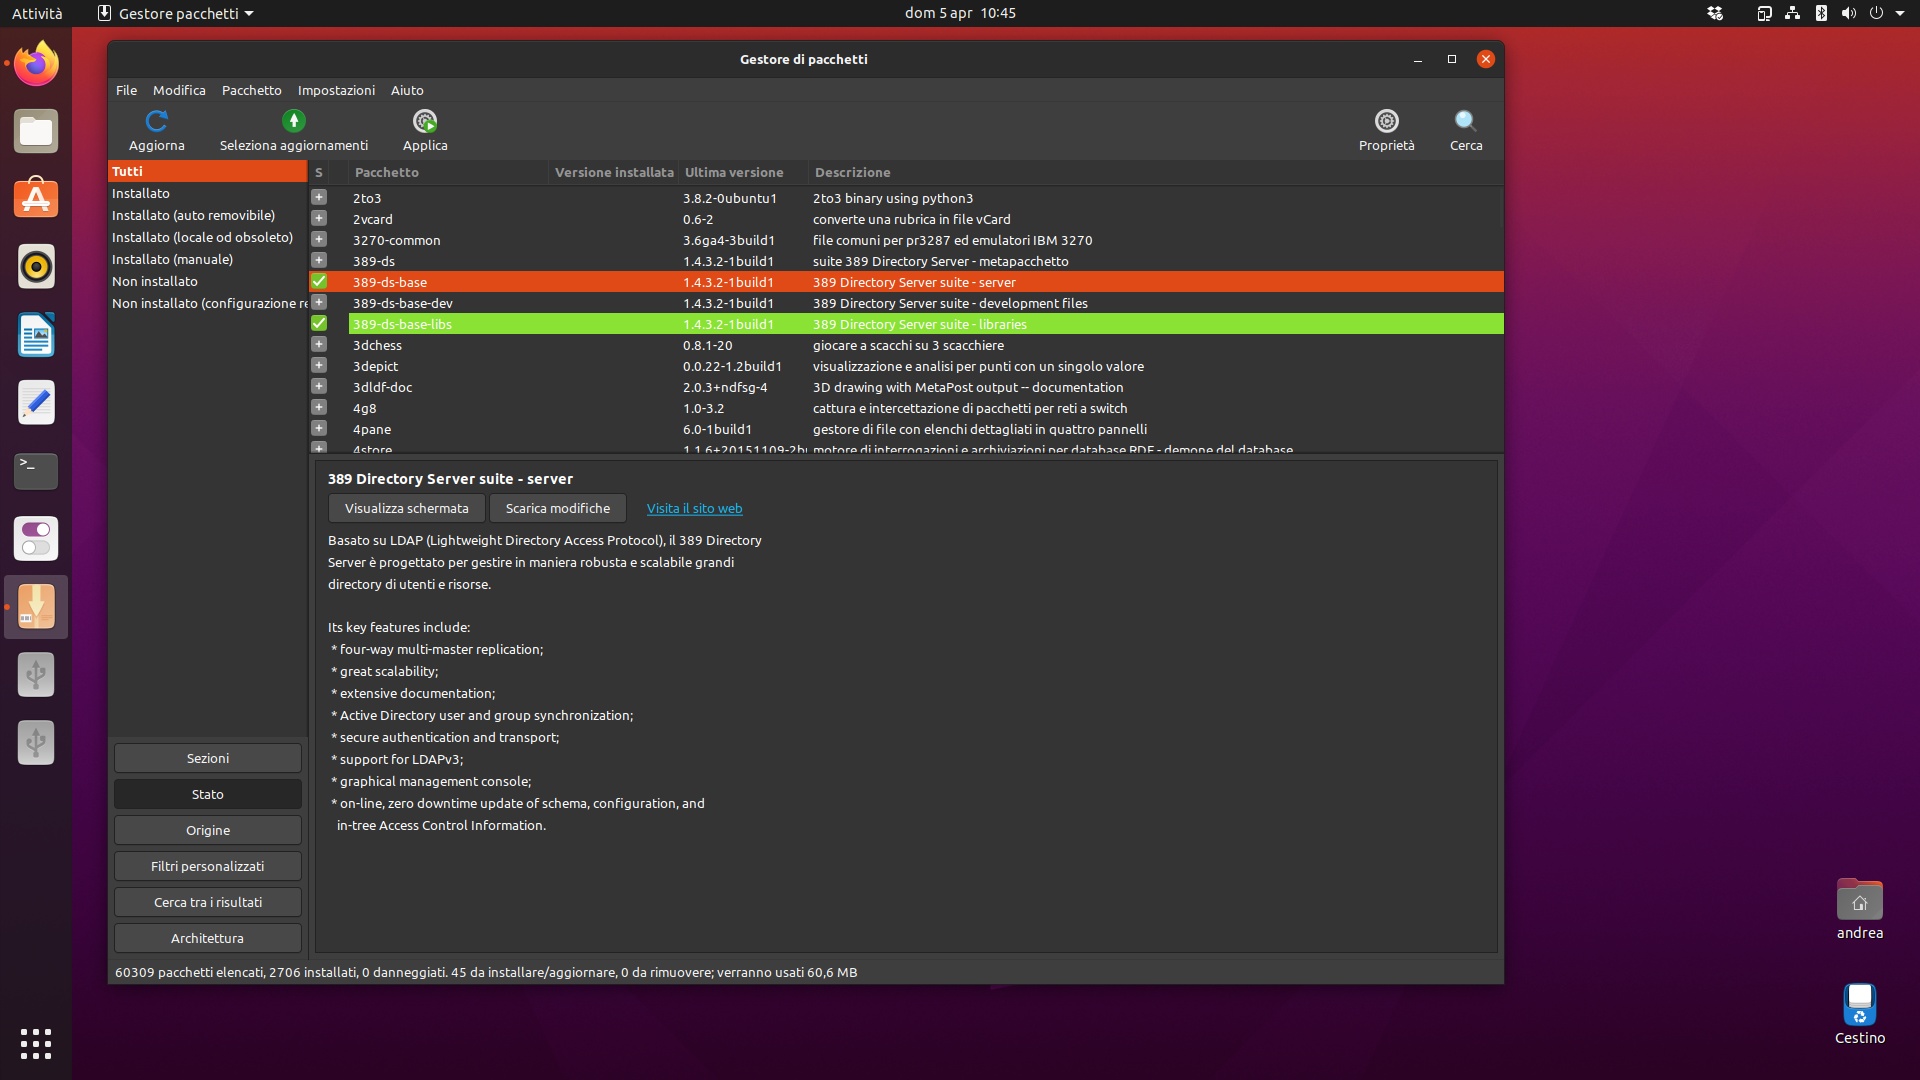 Attività
Gestore pacchetti
dom 5 apr 10:45
Gestore di pacchetti
File Modifica Pacchetto Impostazioni Aiuto
Aggiorna Seleziona aggiornamenti Applica Proprietà Cerca
Tutti
Installato
Installato (auto removibile)
Installato (locale od obsoleto)
Installato (manuale)
Non installato
Non installato (configurazione re
S Pacchetto Versione installata Ultima versione Descrizione
2to3 3.8.2-0ubuntu1 2to3 binary using python3
2vcard 0.6-2 converte una rubrica in file vCard
3270-common 3.6ga4-3build1 file comuni per pr3287 ed emulatori IBM 3270
389-ds 1.4.3.2-1build1 suite 389 Directory Server - metapacchetto
389-ds-base 1.4.3.2-1build1 389 Directory Server suite - server
389-ds-base-dev 1.4.3.2-1build1 389 Directory Server suite - development files
389-ds-base-libs 1.4.3.2-1build1 389 Directory Server suite - libraries
3dchess 0.8.1-20 giocare a scacchi su 3 scacchiere
3depict 0.0.22-1.2build1 visualizzazione e analisi per punti con un singolo valore
3dldf-doc 2.0.3+ndfsg-4 3D drawing with MetaPost output -- documentation
4g8 1.0-3.2 cattura e intercettazione di pacchetti per reti a switch
4pane 6.0-1build1 gestore di file con elenchi dettagliati in quattro pannelli
4store 1.1.6+20151109-2bu motore di interrogazioni e archiviazioni per database RDF - demone del database
389 Directory Server suite - server
Visualizza schermata Scarica modifiche Visita il sito web
Basato su LDAP (Lightweight Directory Access Protocol), il 389 Directory
Server è progettato per gestire in maniera robusta e scalabile grandi
directory di utenti e risorse.
Its key features include:
* four-way multi-master replication;
* great scalability;
* extensive documentation;
* Active Directory user and group synchronization;
* secure authentication and transport;
* support for LDAPv3;
* graphical management console;
* on-line, zero downtime update of schema, configuration, and
in-tree Access Control Information.
Sezioni
Stato
Origine
Filtri personalizzati
Cerca tra i risultati
Architettura
60309 pacchetti elencati, 2706 installati, 0 danneggiati. 45 da installare/aggiornare, 0 da rimuovere; verranno usati 60,6 MB
andrea
Cestino